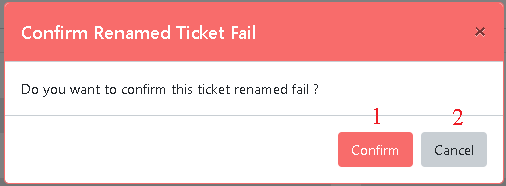 Confirm Renamed Ticket Fail ×
Do you want to confirm this ticket renamed fail ?
1 2
Confirm Cancel